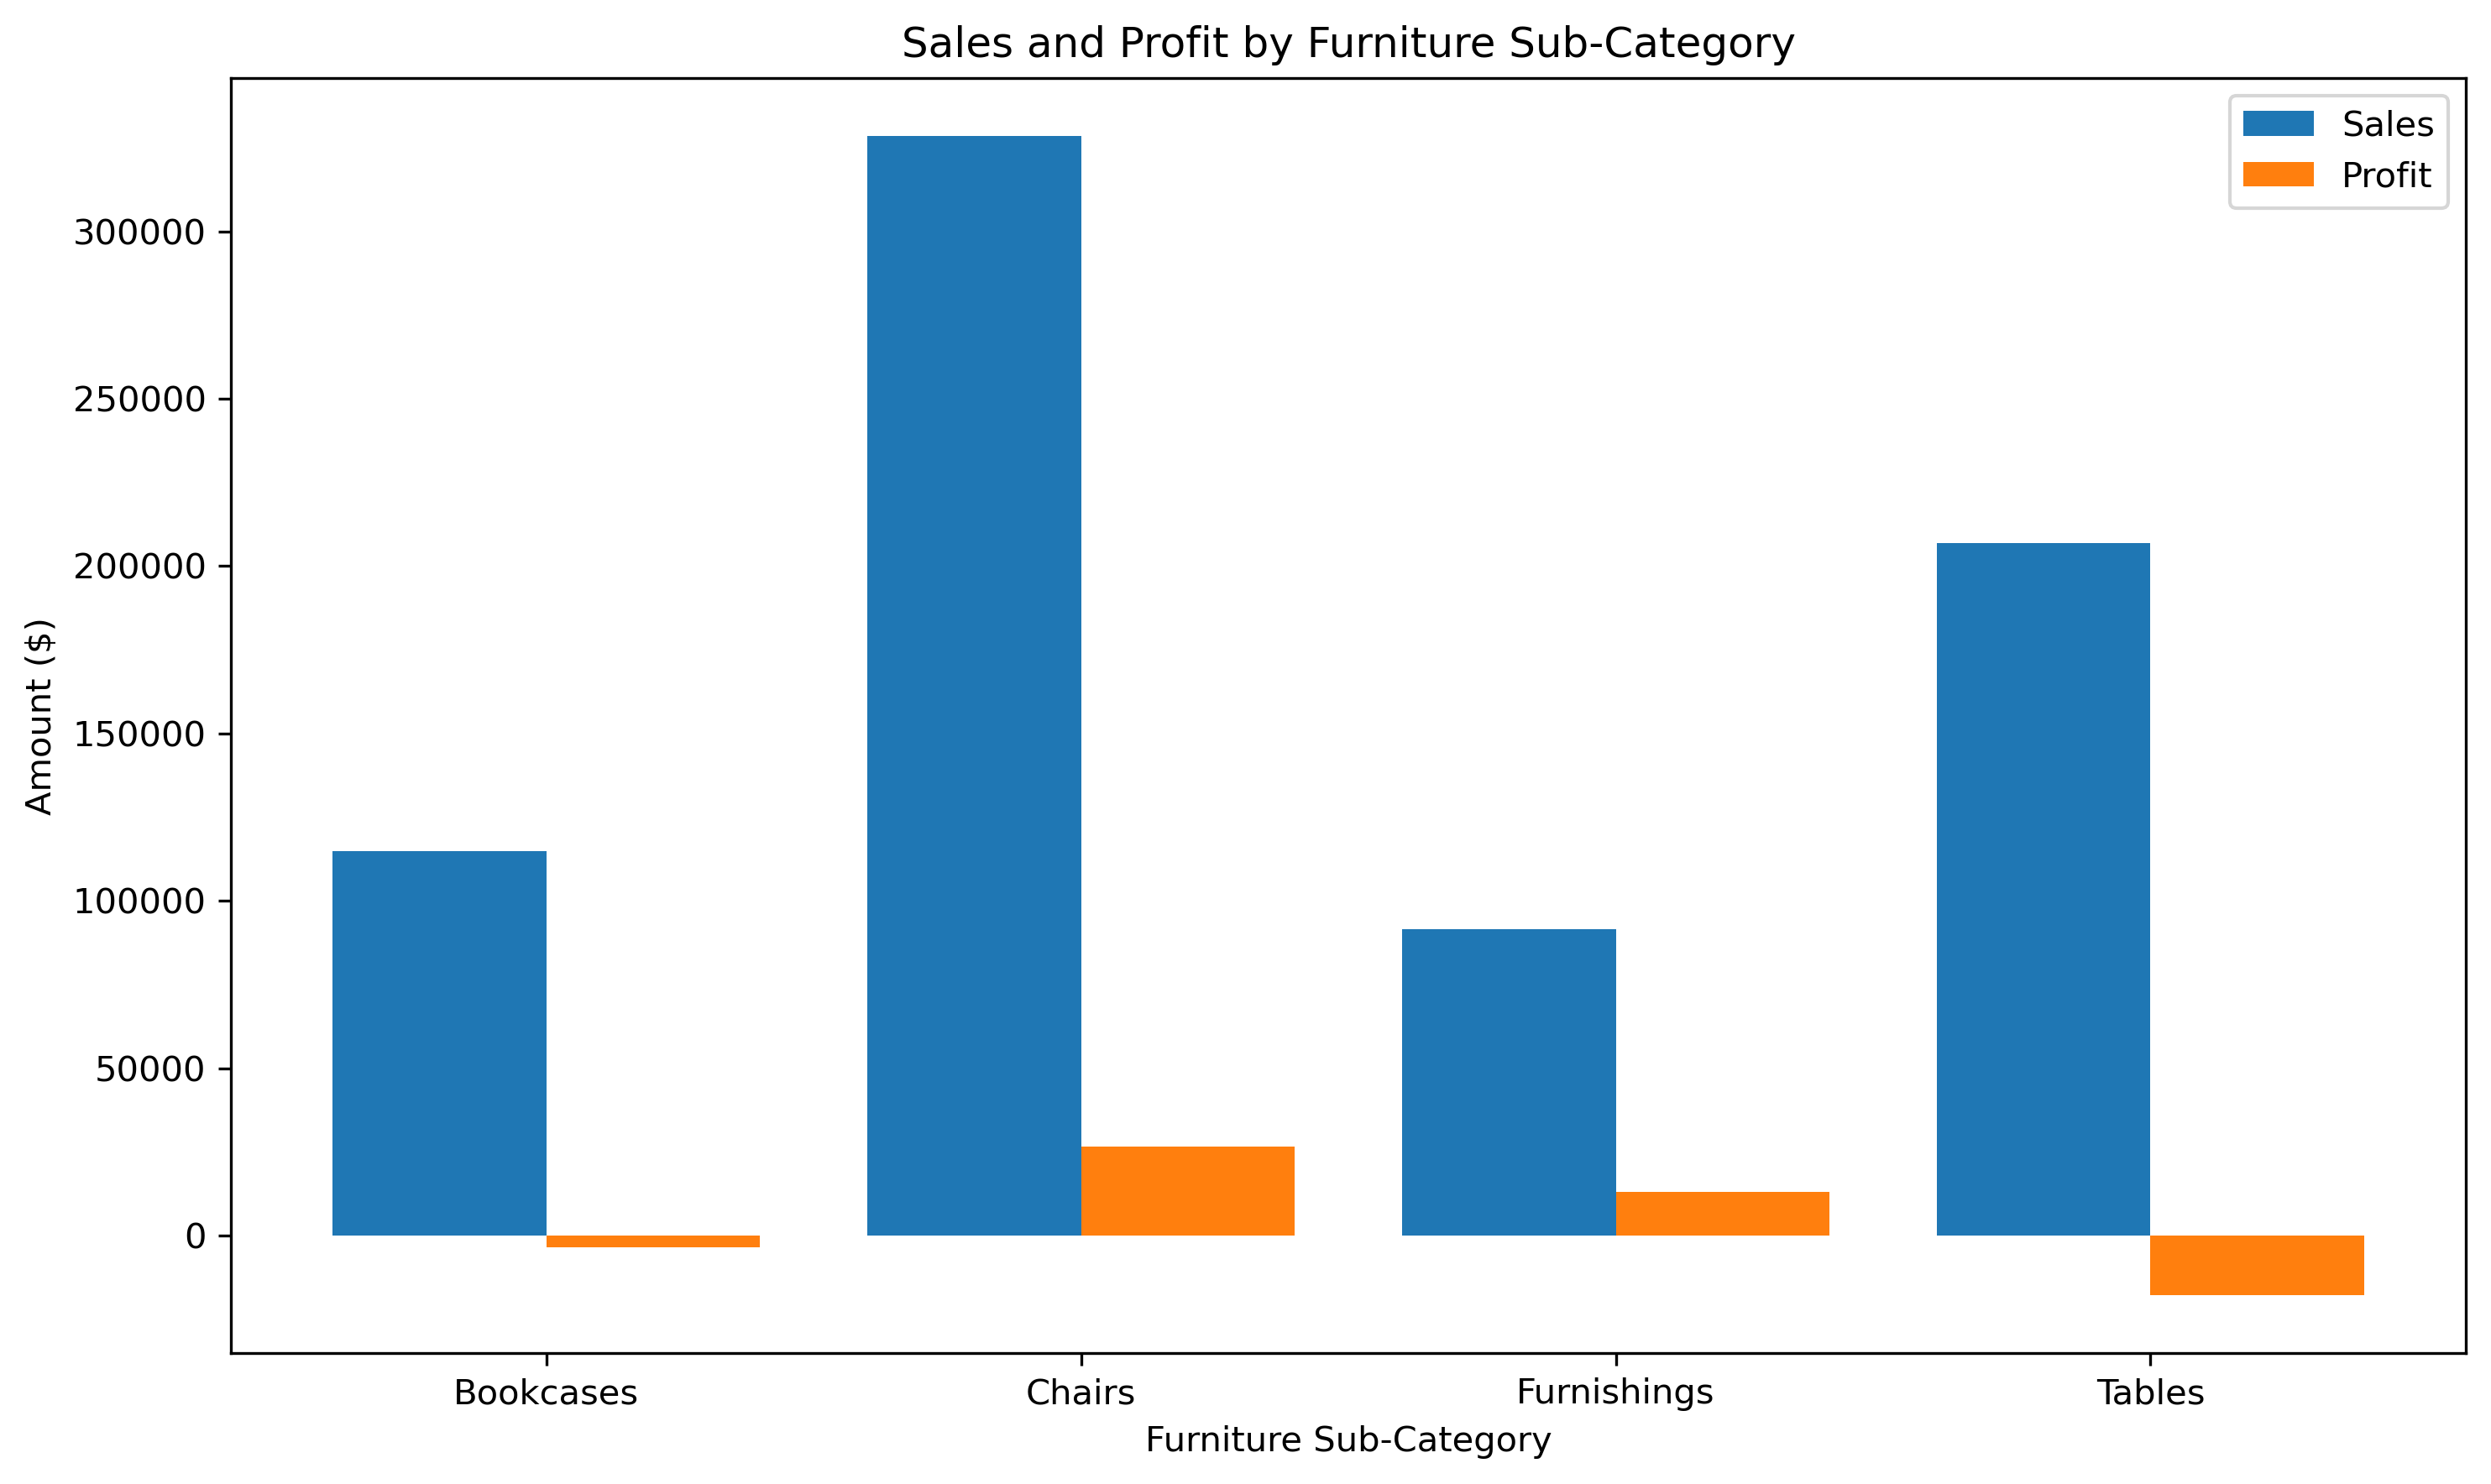 Sales and Profit by Furniture Sub-Category
Sales
Profit
300000
250000
200000
150000
100000
50000
0
Amount ($)
Bookcases
Chairs
Furnishings
Tables
Furniture Sub-Category